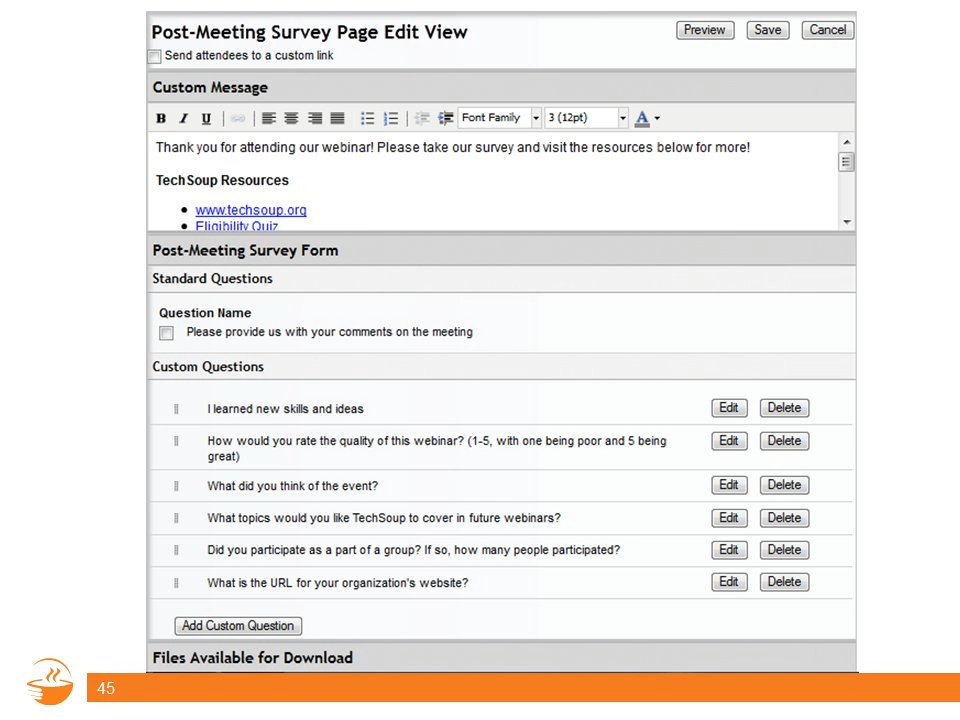 Post-Meeting Survey Page Edit View
Preview Save Cancel
Send attendees to a custom link
Custom Message
B I U Font Family 3 (12pt) A
Thank you for attending our webinar! Please take our survey and visit the resources below for more!
TechSoup Resources
www.techsoup.org
Eligibility Quiz
Post-Meeting Survey Form
Standard Questions
Question Name
Please provide us with your comments on the meeting
Custom Questions
I learned new skills and ideas Edit Delete
How would you rate the quality of this webinar? (1-5, with one being poor and 5 being Edit Delete
great)
What did you think of the event? Edit Delete
What topics would you like TechSoup to cover in future webinars? Edit Delete
Did you participate as a part of a group? If so, how many people participated? Edit Delete
What is the URL for your organization's website? Edit Delete
Add Custom Question
Files Available for Download
45